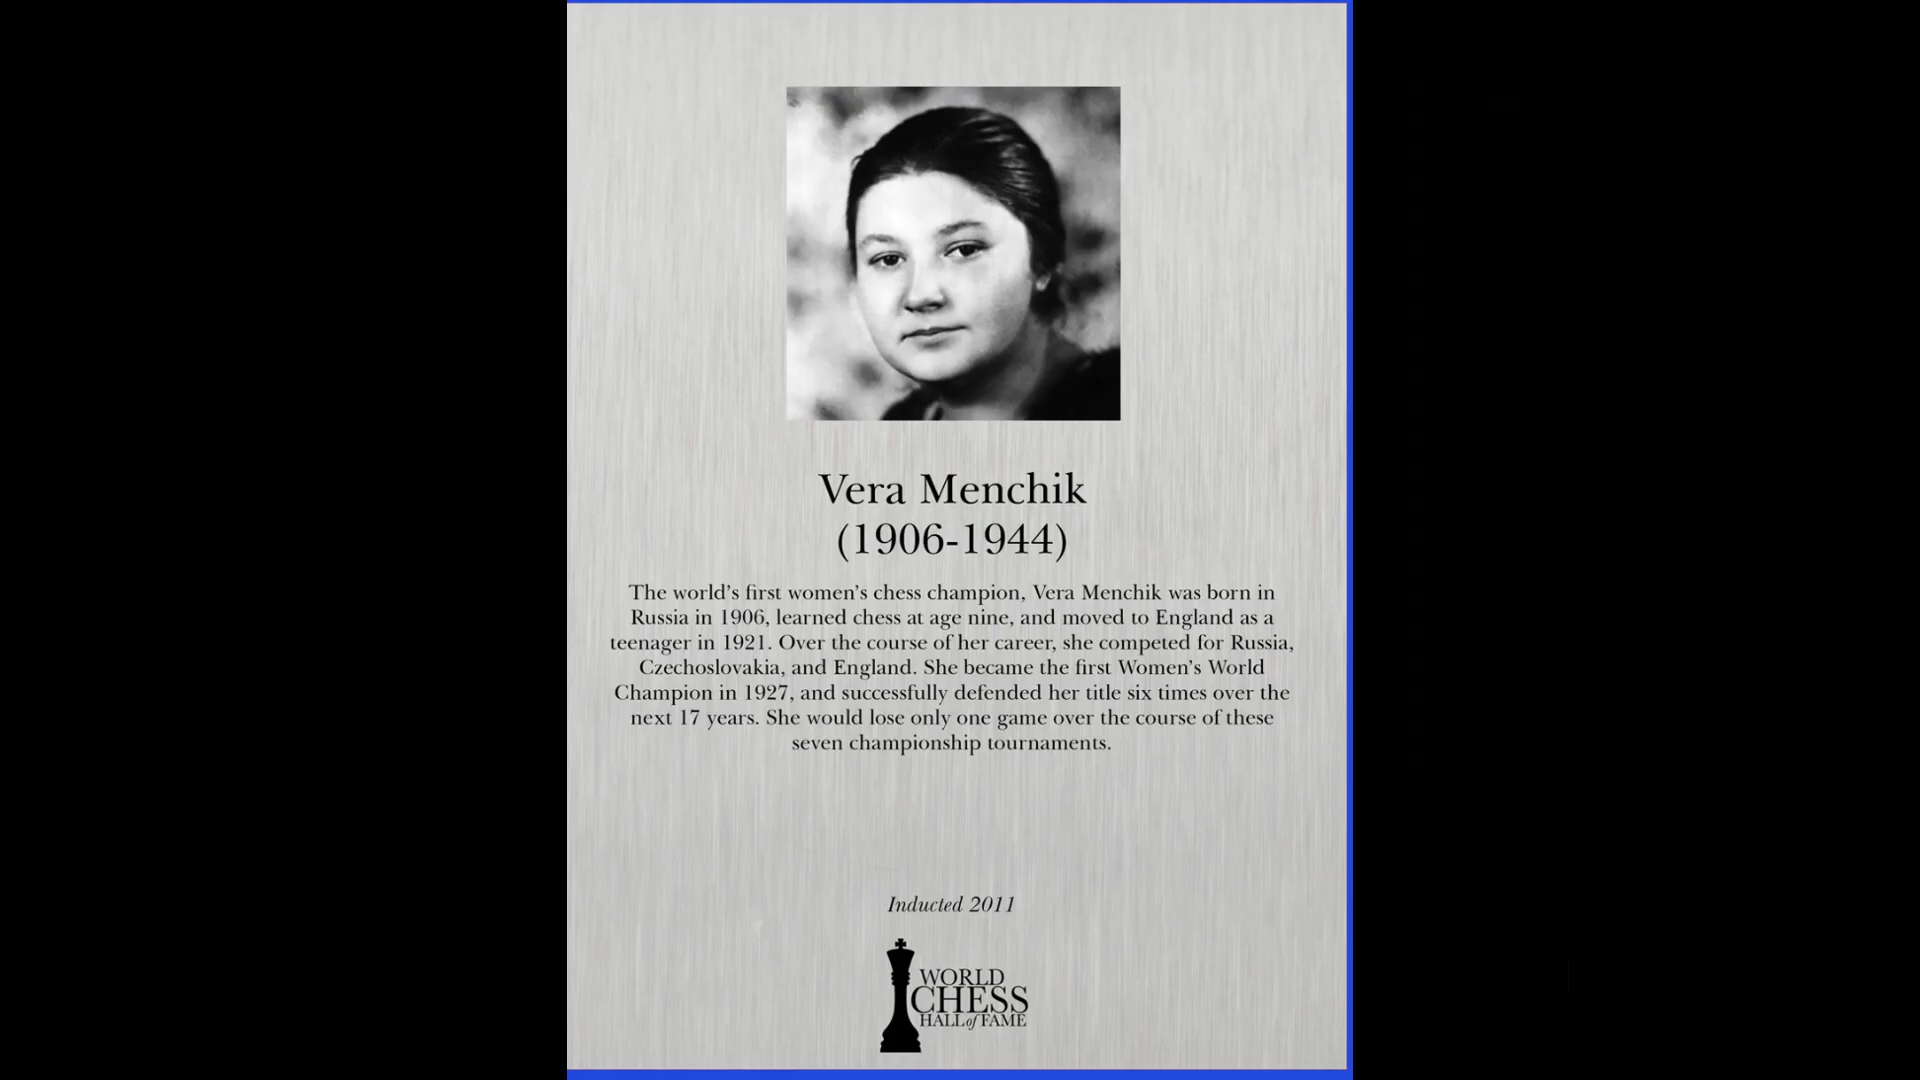 Vera Menchik
(1906-1944)
The world’s first women’s chess champion, Vera Menchik was born in
Russia in 1906, learned chess at age nine, and moved to England as a
teenager in 1921. Over the course of her career, she competed for Russia,
Czechoslovakia, and England. She became the first Women’s World
Champion in 1927, and successfully defended her title six times over the
next 17 years. She would lose only one game over the course of these
seven championship tournaments.
Inducted 2011
WORLD
CHESS
HALL of FAME